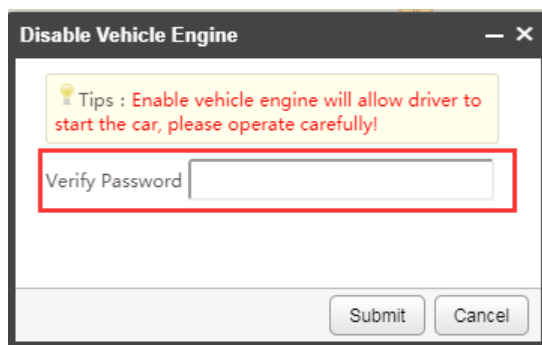 Disable Vehicle Engine
Tips : Enable vehicle engine will allow driver to
start the car, please operate carefully!
Verify Password
Submit Cancel